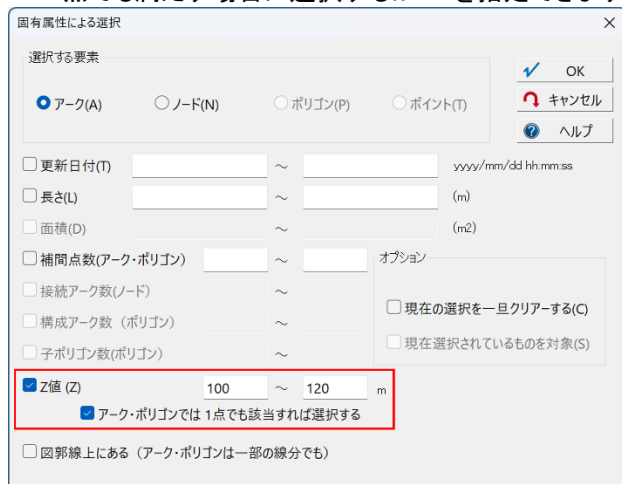 固有属性による選択
選択する要素
アーク(A) ノード(N) ポリゴン(P) ポイント(T)
OK
キャンセル
ヘルプ
更新日付(T) ～ yyyy/mm/dd hh:mm:ss
長さ(L) ～ (m)
面積(D) ～ (m2)
補間点数(アーク・ポリゴン) ～
接続アーク数(ノード) ～
構成アーク数（ポリゴン） ～
子ポリゴン数(ポリゴン) ～
オプション
現在の選択を一旦クリアーする(C)
現在選択されているものを対象(S)
Z値 (Z) 100 ～ 120 m
アーク・ポリゴンでは 1点でも該当すれば選択する
図郭線上にある（アーク・ポリゴンは一部の線分でも）